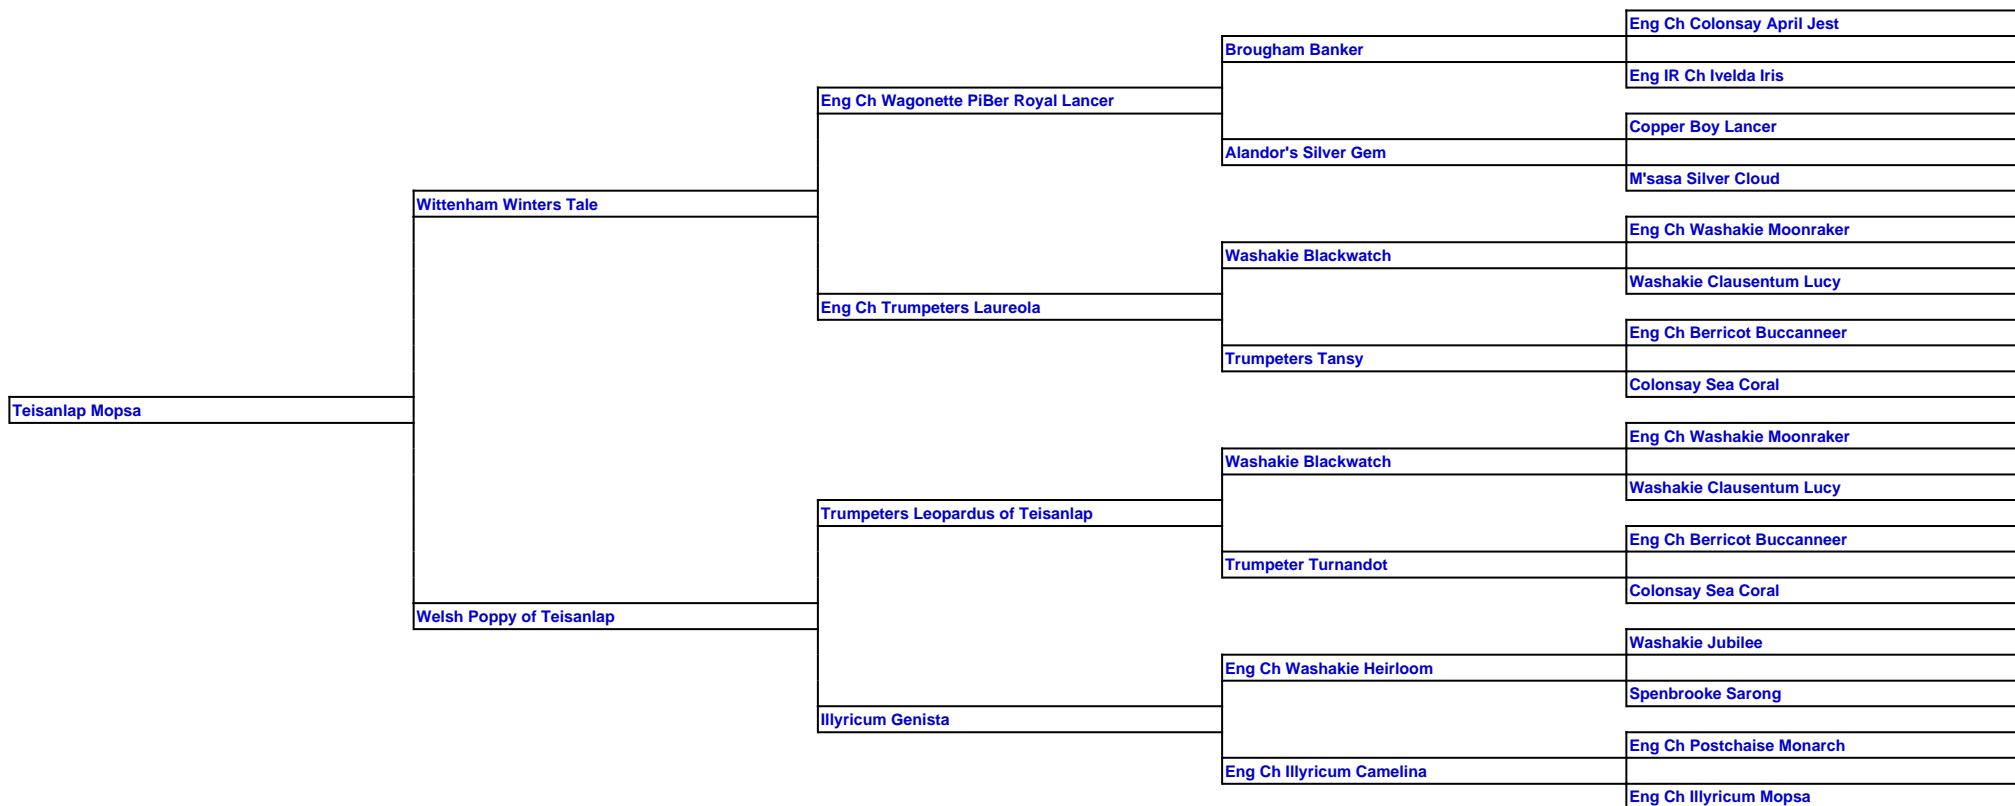 Eng Ch Colonsay April Jest
Brougham Banker
Eng IR Ch Ivelda Iris
Eng Ch Wagonette PiBer Royal Lancer
Copper Boy Lancer
Alandor's Silver Gem
M'sasa Silver Cloud
Wittenham Winters Tale
Eng Ch Washakie Moonraker
Washakie Blackwatch
Washakie Clausentum Lucy
Eng Ch Trumpeters Laureola
Eng Ch Berricot Buccanneer
Trumpeters Tansy
Colonsay Sea Coral
Teisanlap Mopsa
Eng Ch Washakie Moonraker
Washakie Blackwatch
Washakie Clausentum Lucy
Trumpeters Leopardus of Teisanlap
Eng Ch Berricot Buccanneer
Trumpeter Turnandot
Colonsay Sea Coral
Welsh Poppy of Teisanlap
Washakie Jubilee
Eng Ch Washakie Heirloom
Spenbrooke Sarong
Illyricum Genista
Eng Ch Postchaise Monarch
Eng Ch Illyricum Camelina
Eng Ch Illyricum Mopsa